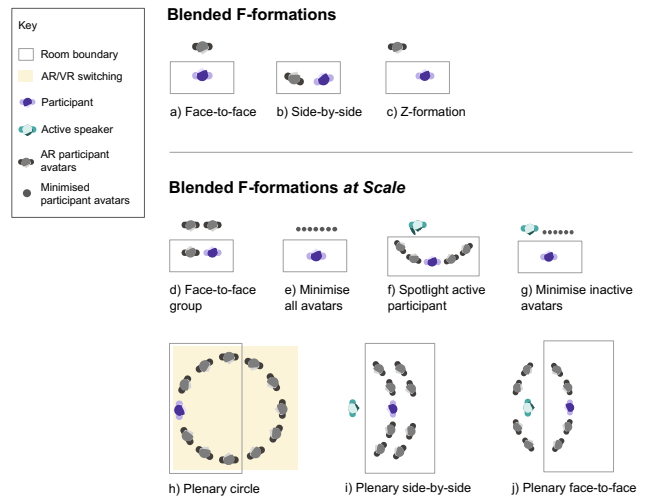 Key
Room boundary
AR/VR switching
Participant
Active speaker
AR participant
avatars
Minimised
participant avatars
Blended F-formations
a) Face-to-face
b) Side-by-side
c) Z-formation
Blended F-formations at Scale
d) Face-to-face
group
e) Minimise
all avatars
f) Spotlight active
participant
g) Minimise inactive
avatars
h) Plenary circle
i) Plenary side-by-side
j) Plenary face-to-face